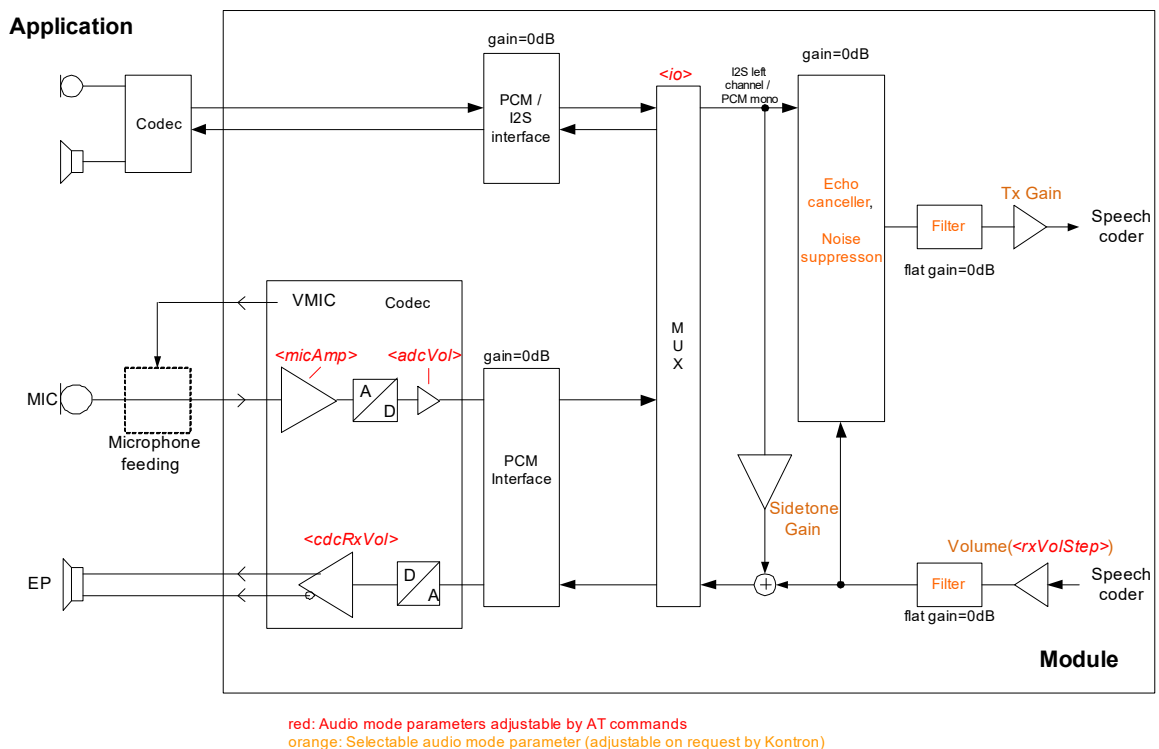 Application
gain=0dB
gain=0dB
<io>
I2S left
channel /
PCM mono
Codec
PCM /
I2S
interface
Echo
canceller,
Noise
suppresson
Tx Gain
Filter
Speech
coder
flat gain=0dB
VMIC
Codec
M
U
X
<micAmp>
<adcVol>
gain=0dB
A
D
MIC
Microphone
feeding
PCM
Interface
Sidetone
Gain
<cdcRxVol>
Volume(<rxVolStep>)
D
A
EP
Filter
Speech
coder
flat gain=0dB
Module
red: Audio mode parameters adjustable by AT commands
orange: Selectable audio mode parameter (adjustable on request by Kontron)